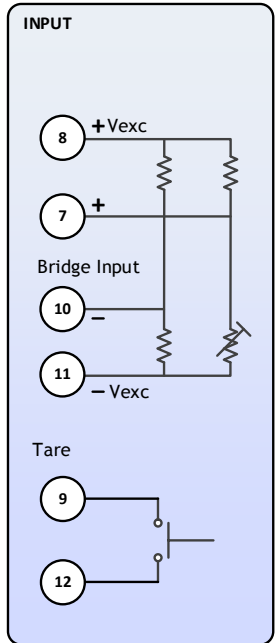 INPUT
8 +Vexc
7 +
Bridge Input
10 −
11 − Vexc
Tare
9
12